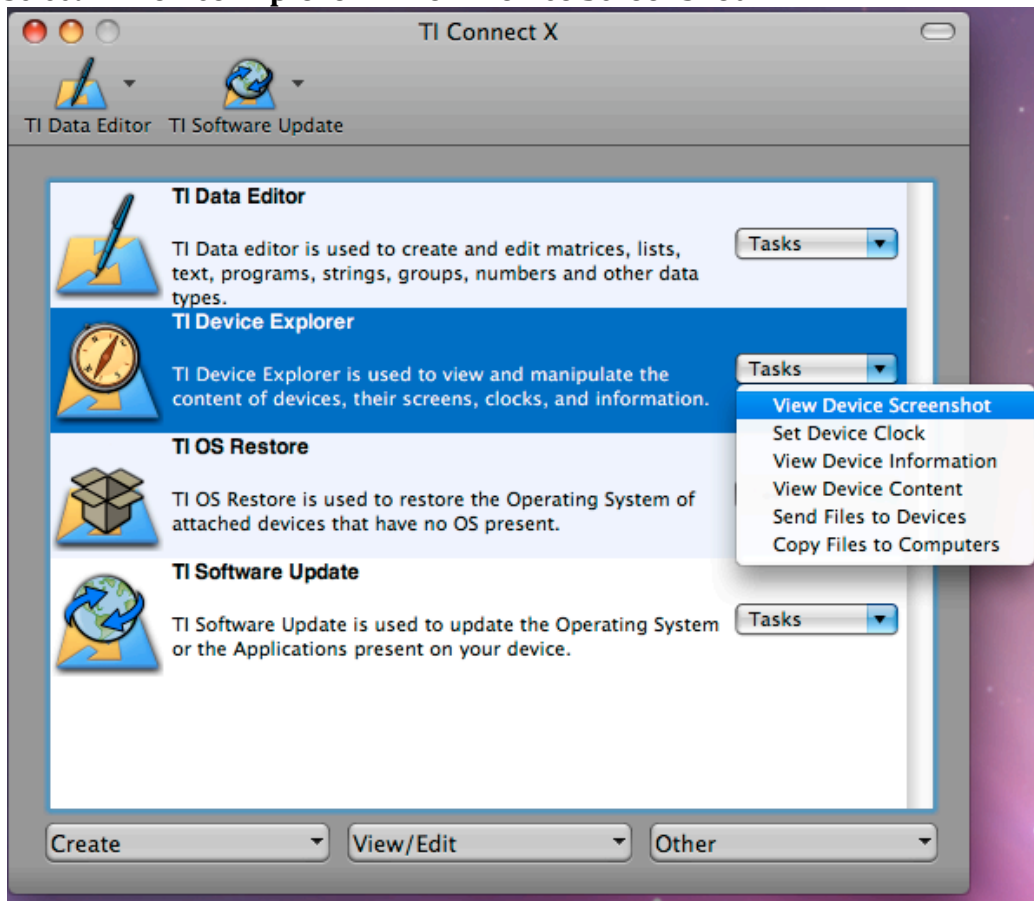 TI Connect X
TI Data Editor TI Software Update
TI Data Editor
TI Data editor is used to create and edit matrices, lists,
text, programs, strings, groups, numbers and other data
types.
Tasks
TI Device Explorer
TI Device Explorer is used to view and manipulate the
content of devices, their screens, clocks, and information.
Tasks
View Device Screenshot
Set Device Clock
View Device Information
View Device Content
Send Files to Devices
Copy Files to Computers
TI OS Restore
TI OS Restore is used to restore the Operating System of
attached devices that have no OS present.
TI Software Update
TI Software Update is used to update the Operating System
or the Applications present on your device.
Tasks
Create View/Edit Other